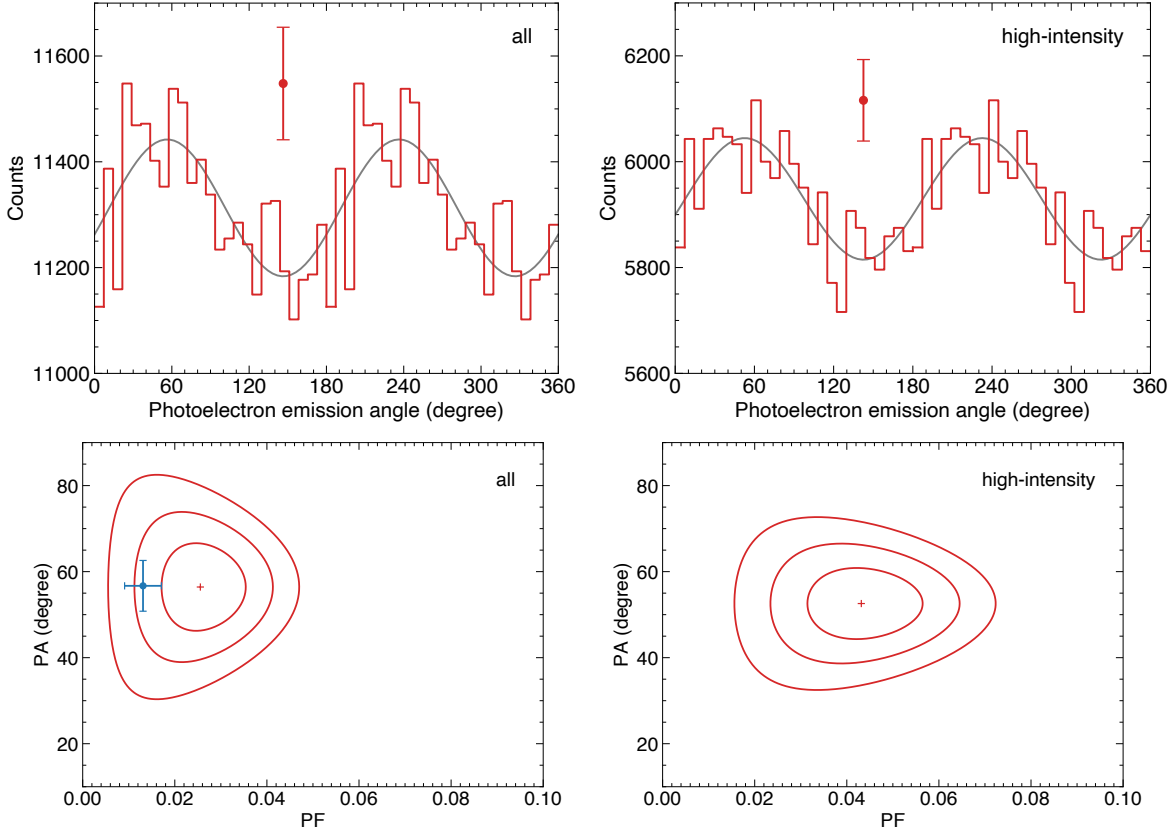 all
11600
11400
11200
11000
Counts
0 60 120 180 240 300 360
Photoelectron emission angle (degree)
high-intensity
6200
6000
5800
5600
Counts
0 60 120 180 240 300 360
Photoelectron emission angle (degree)
all
80
60
40
20
PA (degree)
0.00 0.02 0.04 0.06 0.08 0.10
PF
high-intensity
80
60
40
20
PA (degree)
0.00 0.02 0.04 0.06 0.08 0.10
PF